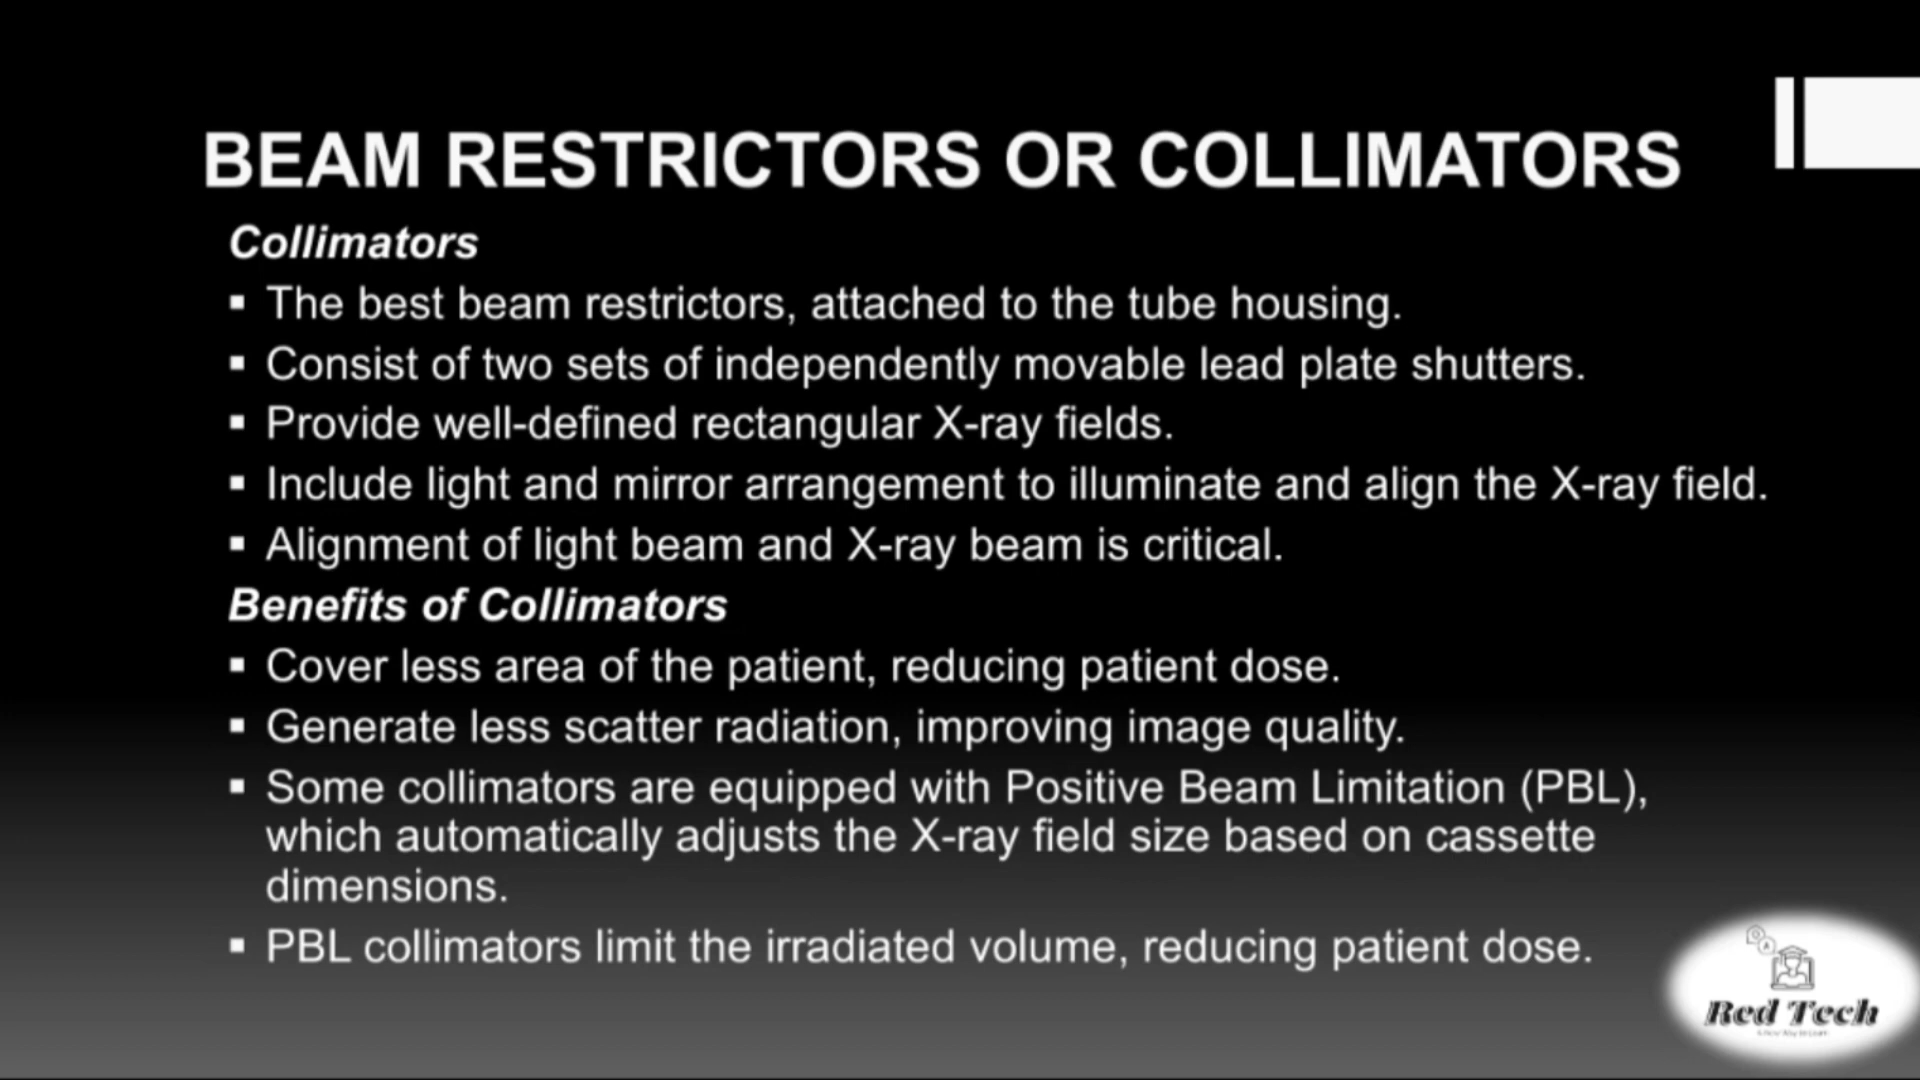 BEAM RESTRICTORS OR COLLIMATORS
Collimators
▪ The best beam restrictors, attached to the tube housing.
▪ Consist of two sets of independently movable lead plate shutters.
▪ Provide well-defined rectangular X-ray fields.
▪ Include light and mirror arrangement to illuminate and align the X-ray field.
▪ Alignment of light beam and X-ray beam is critical.
Benefits of Collimators
▪ Cover less area of the patient, reducing patient dose.
▪ Generate less scatter radiation, improving image quality.
▪ Some collimators are equipped with Positive Beam Limitation (PBL),
which automatically adjusts the X-ray field size based on cassette
dimensions.
▪ PBL collimators limit the irradiated volume, reducing patient dose.
Red Tech